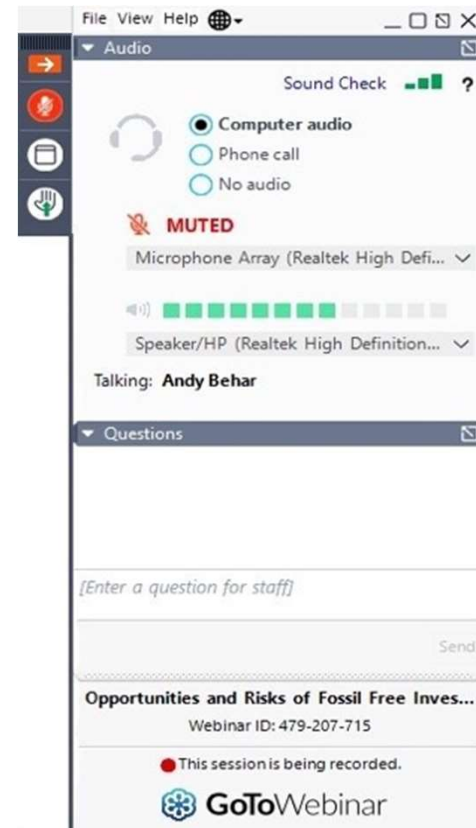 File View Help
Audio
Sound Check ?
Computer audio
Phone call
No audio
MUTED
Microphone Array (Realtek High Defi...
Speaker/HP (Realtek High Definition...
Talking: Andy Behar
Questions
[Enter a question for staff]
Send
Opportunities and Risks of Fossil Free Inves...
Webinar ID: 479-207-715
This session is being recorded.
GoToWebinar